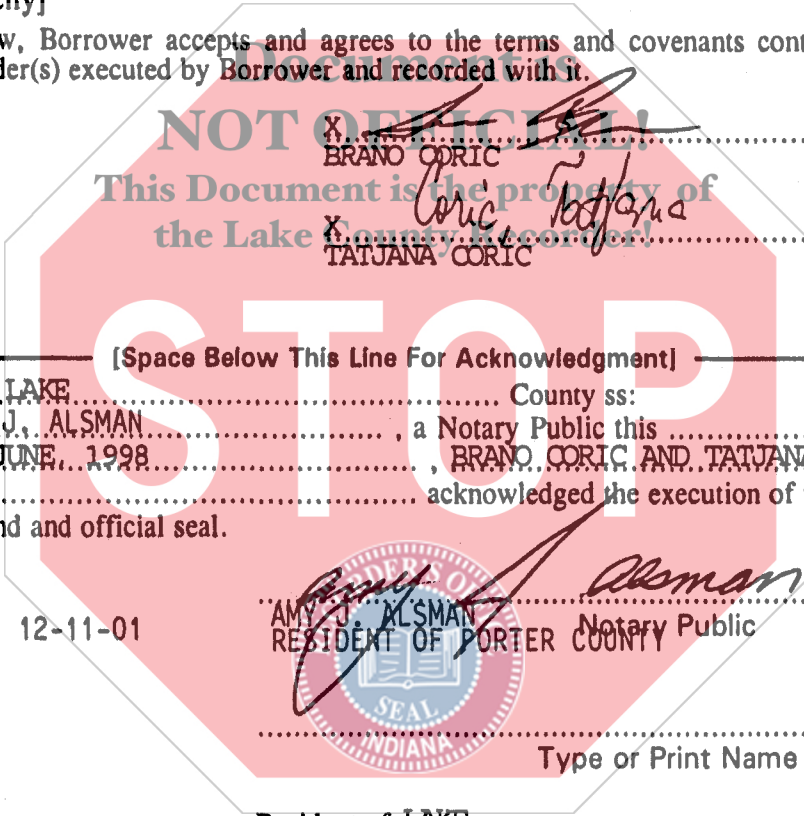 w, Borrower accepts and agrees to the terms and covenants cont
der(s) executed by Borrower and recorded with it.
Document is
NOT OFFICIAL!
This Document is the property of
the Lake County Recorder!
X
BRANO CORIC
Coric, Tatjana
X
TATJANA CORIC
STOP
[Space Below This Line For Acknowledgment]
LAKE County ss:
J. ALSMAN , a Notary Public this
JUNE, 1998 , BRANO CORIC AND TATJANA
acknowledged the execution of
nd and official seal.
Amy J Alsman
12-11-01
AMY J. ALSMAN Notary Public
RESIDENT OF PORTER COUNTY
SEAL
INDIANA
Type or Print Name
LAKE